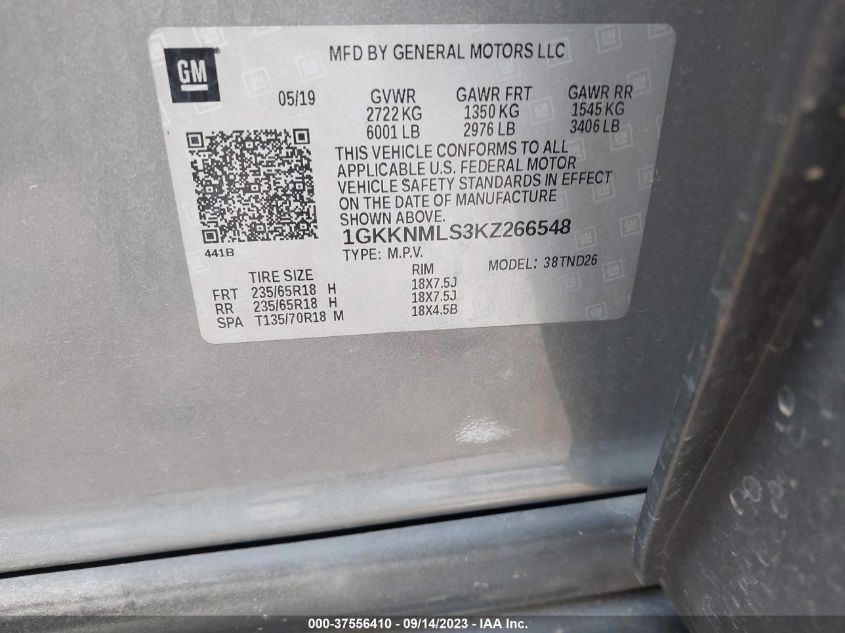 GM
MFD BY GENERAL MOTORS LLC
05/19
GVWR GAWR FRT GAWR RR
2722 KG 1350 KG 1545 KG
6001 LB 2976 LB 3406 LB
THIS VEHICLE CONFORMS TO ALL
APPLICABLE U.S. FEDERAL MOTOR
VEHICLE SAFETY STANDARDS IN EFFECT
ON THE DATE OF MANUFACTURE
SHOWN ABOVE.
1GKKNMLS3KZ266548
441B
TYPE: M.P.V.
MODEL: 38TND26
TIRE SIZE RIM
FRT 235/65R18 H 18X7.5J
RR 235/65R18 H 18X7.5J
SPA T135/70R18 M 18X4.5B
000-37556410 - 09/14/2023 - IAA Inc.